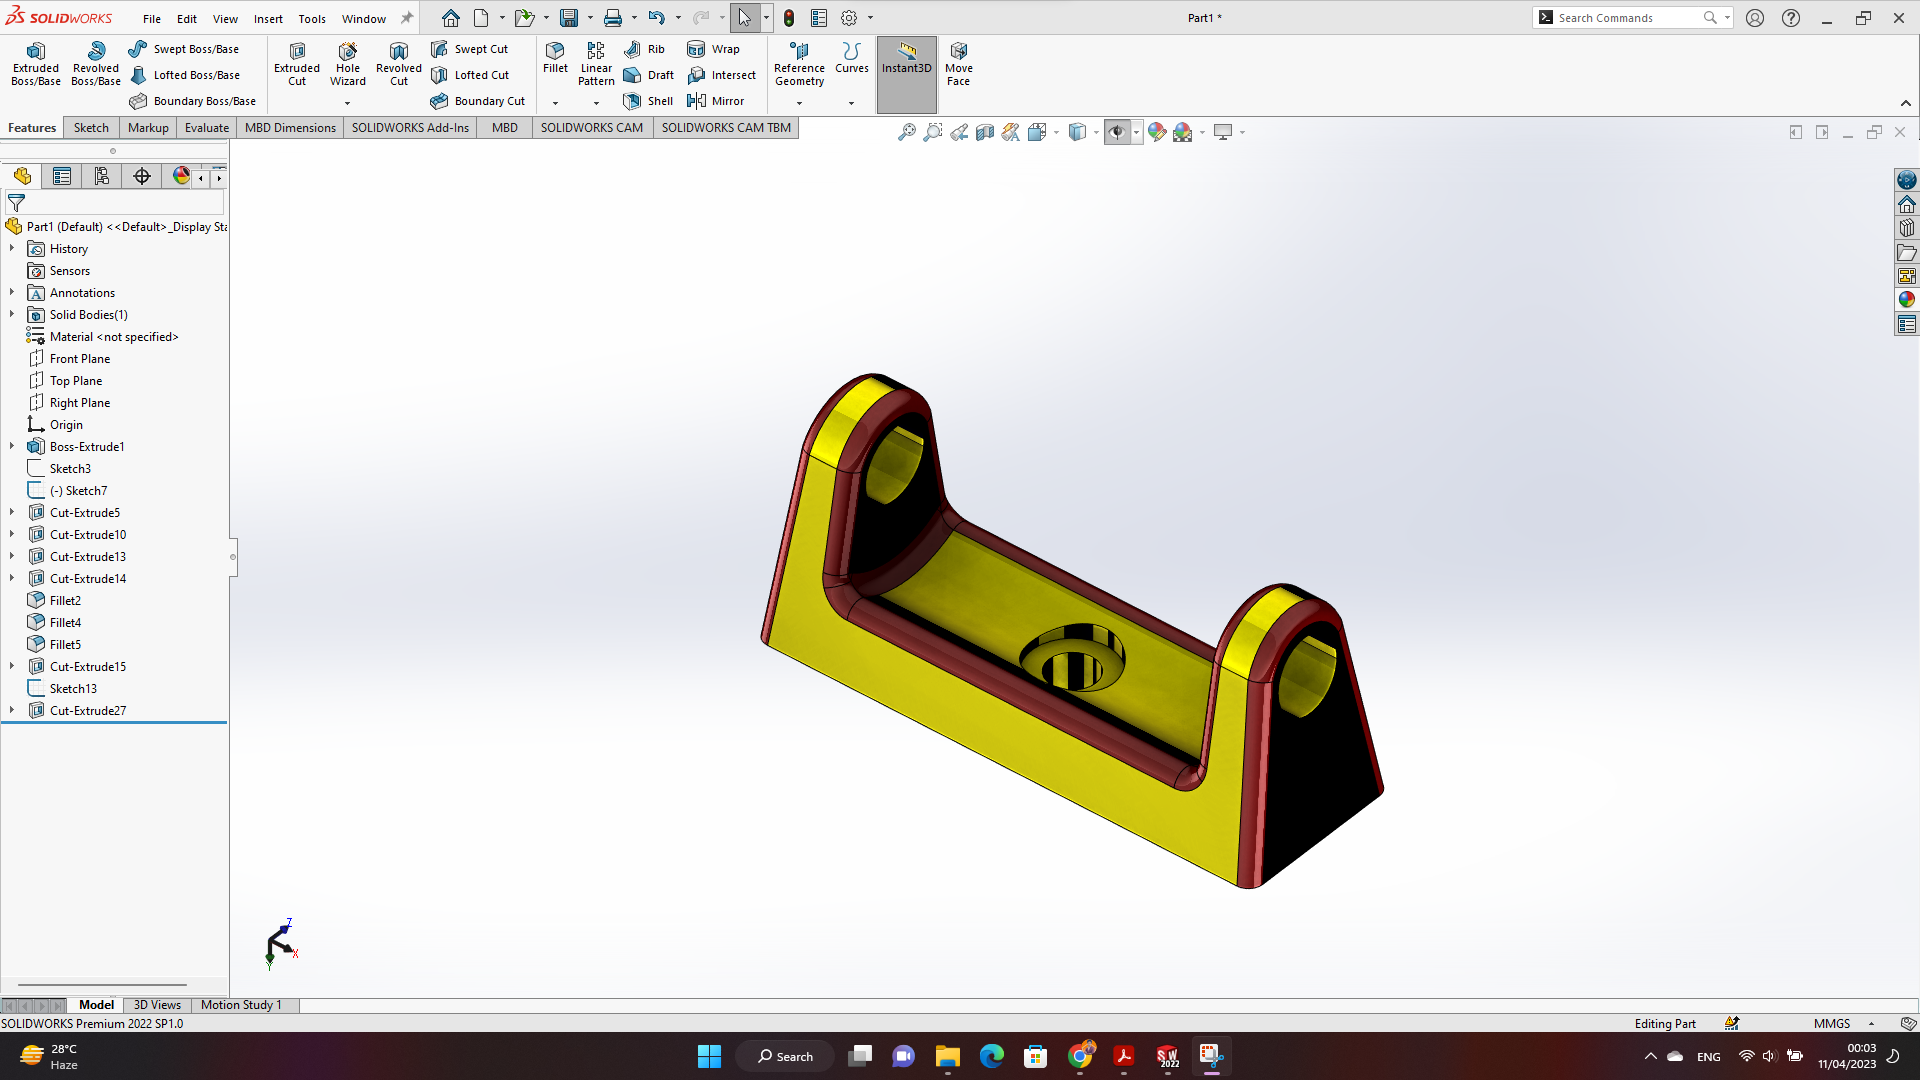 SOLIDWORKS File Edit View Insert Tools Window Part1 * Search Commands
Extruded Boss/Base
Revolved Boss/Base
Swept Boss/Base
Lofted Boss/Base
Boundary Boss/Base
Extruded Cut
Hole Wizard
Revolved Cut
Swept Cut
Lofted Cut
Boundary Cut
Fillet
Linear Pattern
Rib
Draft
Shell
Wrap
Intersect
Mirror
Reference Geometry
Curves
Instant3D
Move Face
Features Sketch Markup Evaluate MBD Dimensions SOLIDWORKS Add-Ins MBD SOLIDWORKS CAM SOLIDWORKS CAM TBM
Part1 (Default) <<Default>_Display Sta
History
Sensors
A Annotations
Solid Bodies(1)
Material <not specified>
Front Plane
Top Plane
Right Plane
Origin
Boss-Extrude1
Sketch3
(-) Sketch7
Cut-Extrude5
Cut-Extrude10
Cut-Extrude13
Cut-Extrude14
Fillet2
Fillet4
Fillet5
Cut-Extrude15
Sketch13
Cut-Extrude27
Z
X
Y
Model 3D Views Motion Study 1
SOLIDWORKS Premium 2022 SP1.0 Editing Part MMGS
28°C
Haze
Search
SW
2022
ENG
00:03
11/04/2023